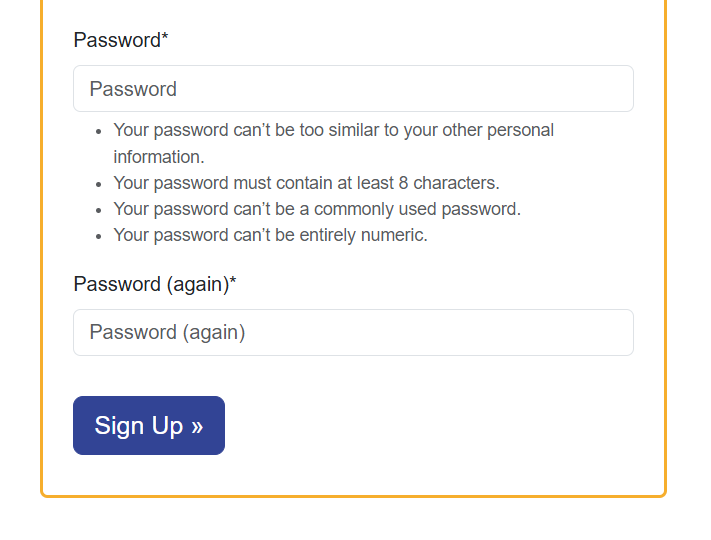 Password*
Password
Your password can’t be too similar to your other personal
information.
Your password must contain at least 8 characters.
Your password can’t be a commonly used password.
Your password can’t be entirely numeric.
Password (again)*
Password (again)
Sign Up »